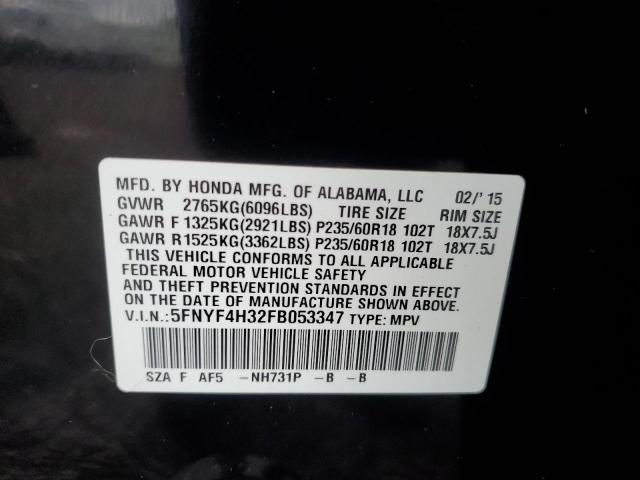 MFD. BY HONDA MFG. OF ALABAMA, LLC 02/' 15
GVWR 2765KG(6096LBS) TIRE SIZE RIM SIZE
GAWR F 1325KG(2921LBS) P235/60R18 102T 18X7.5J
GAWR R1525KG(3362LBS) P235/60R18 102T 18X7.5J
THIS VEHICLE CONFORMS TO ALL APPLICABLE
FEDERAL MOTOR VEHICLE SAFETY
AND THEFT PREVENTION STANDARDS IN EFFECT
ON THE DATE OF MANUFACTURE SHOWN ABOVE.
V.I.N.: 5FNYF4H32FB053347 TYPE: MPV
SZA F AF5 -NH731P -B -B